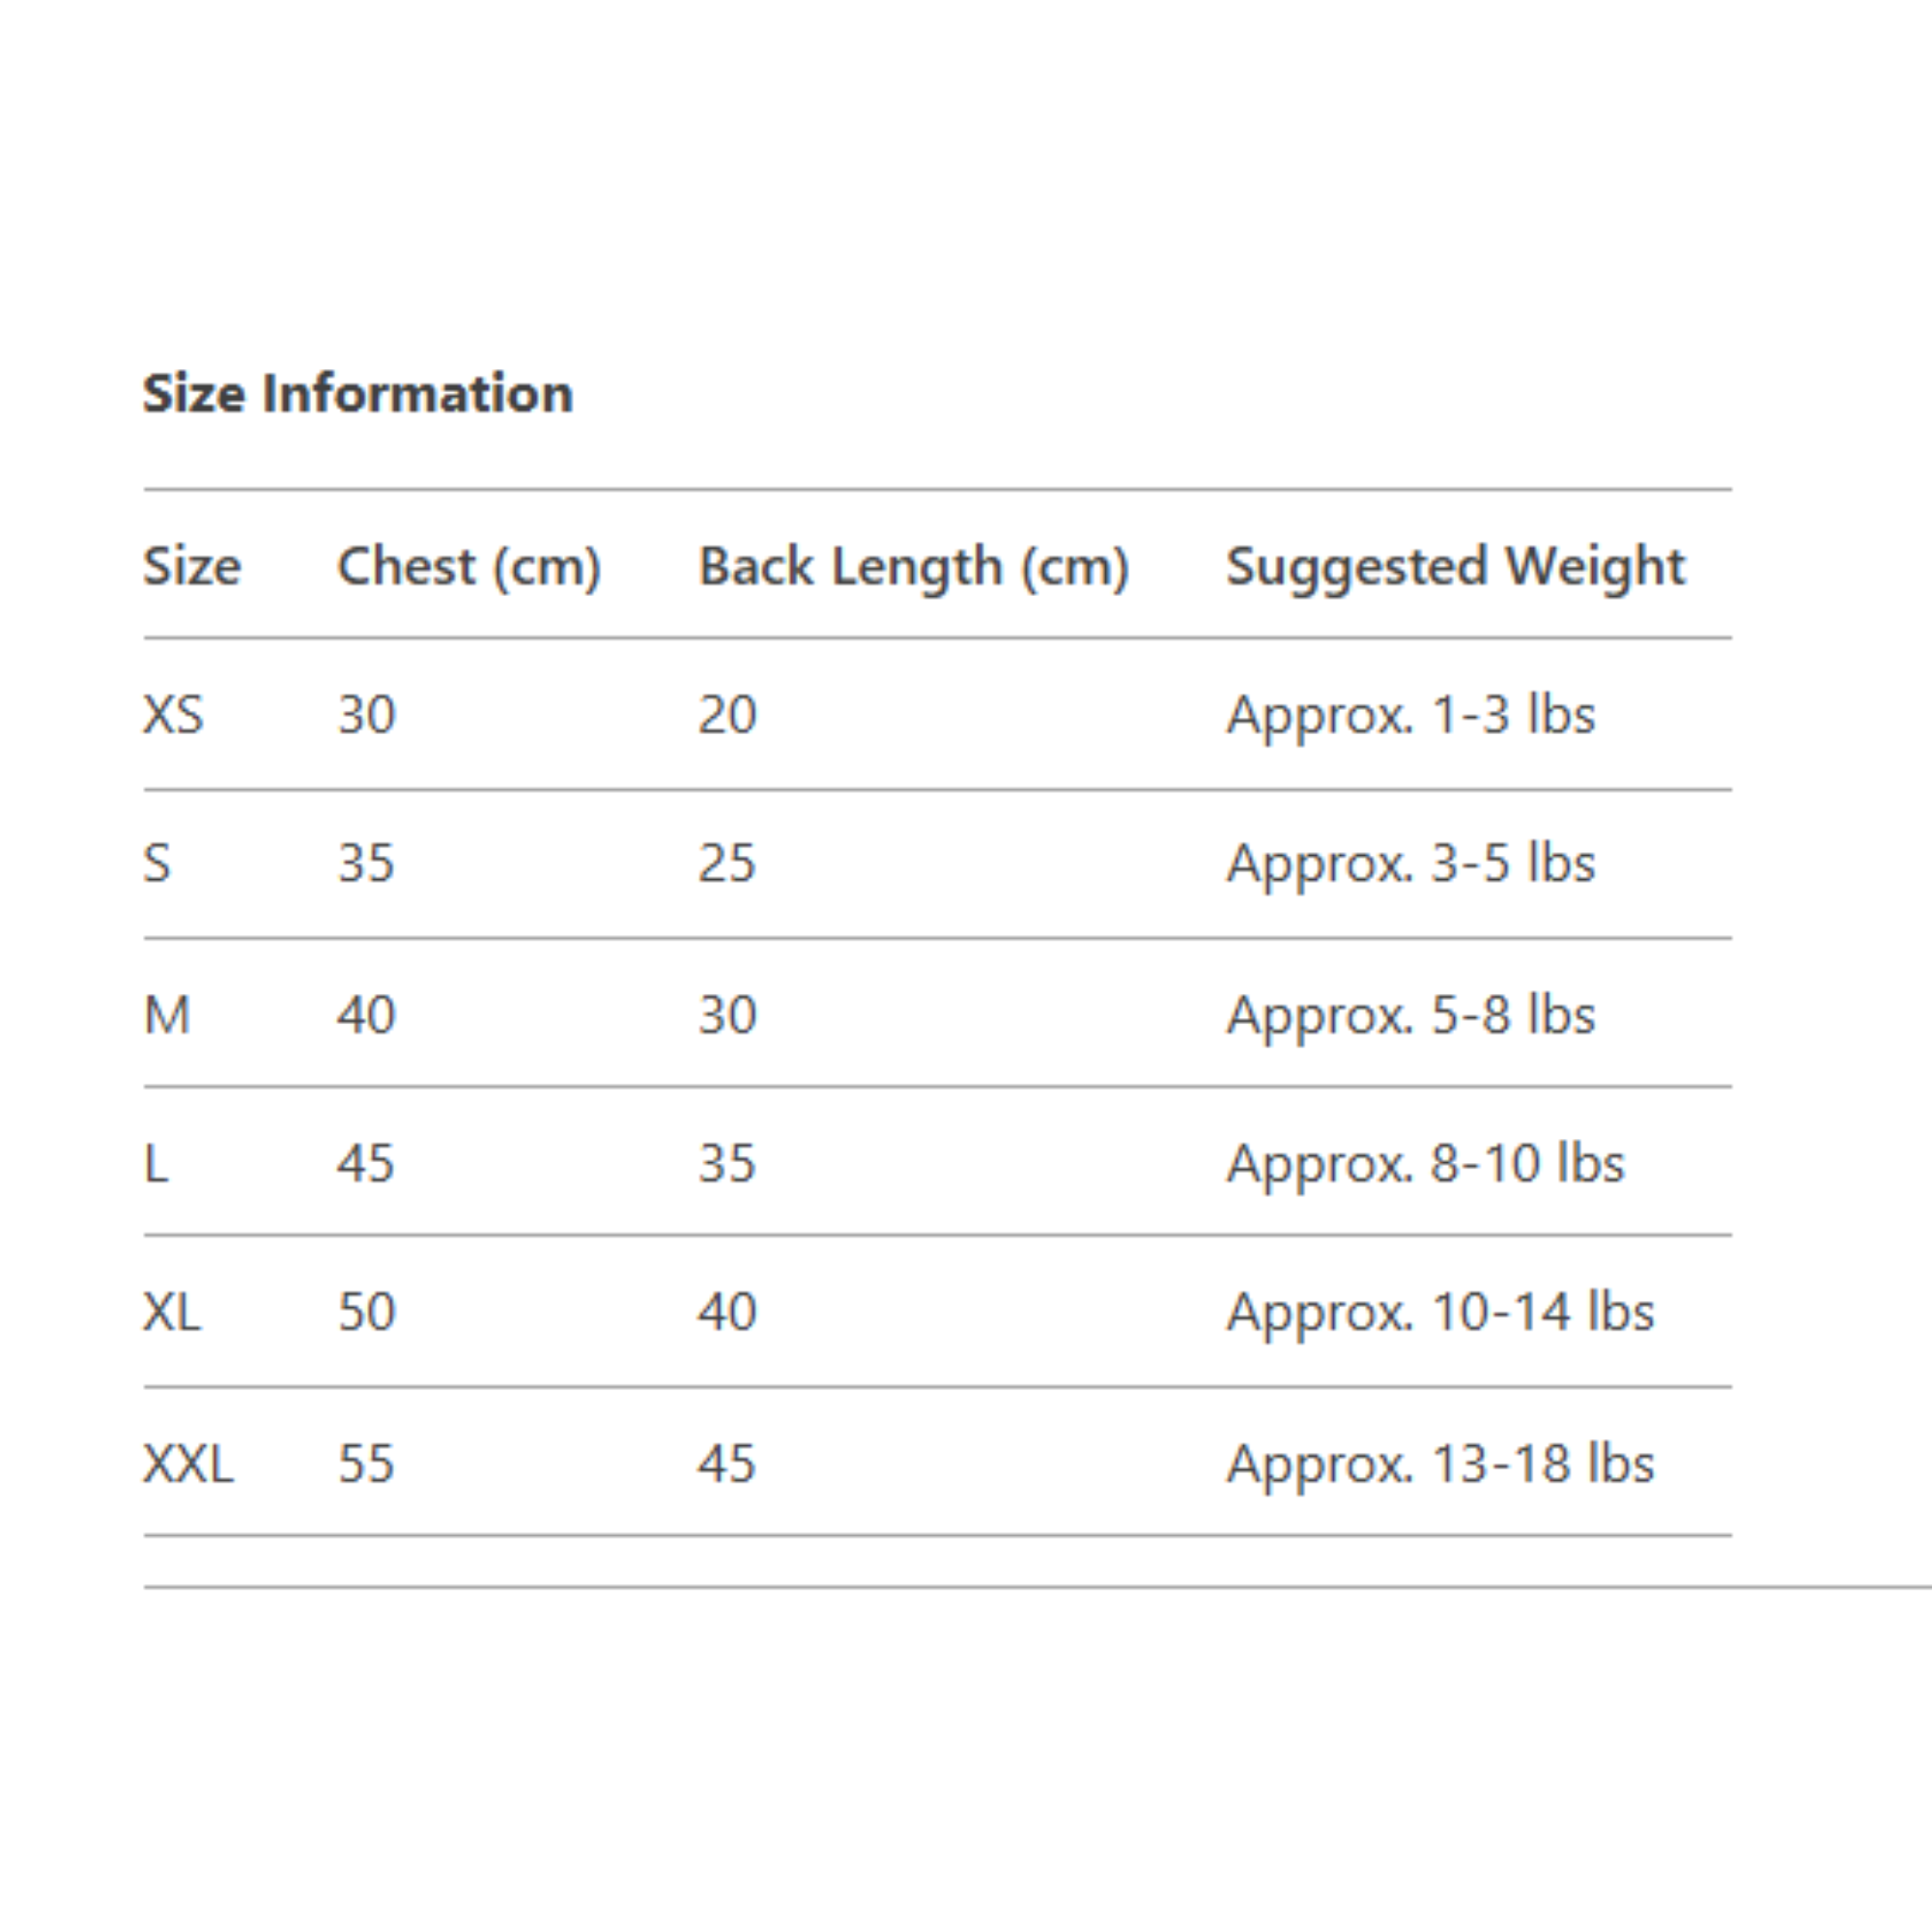 Size Information
Size Chest (cm) Back Length (cm) Suggested Weight
XS 30 20 Approx. 1-3 lbs
S 35 25 Approx. 3-5 lbs
M 40 30 Approx. 5-8 lbs
L 45 35 Approx. 8-10 lbs
XL 50 40 Approx. 10-14 lbs
XXL 55 45 Approx. 13-18 lbs